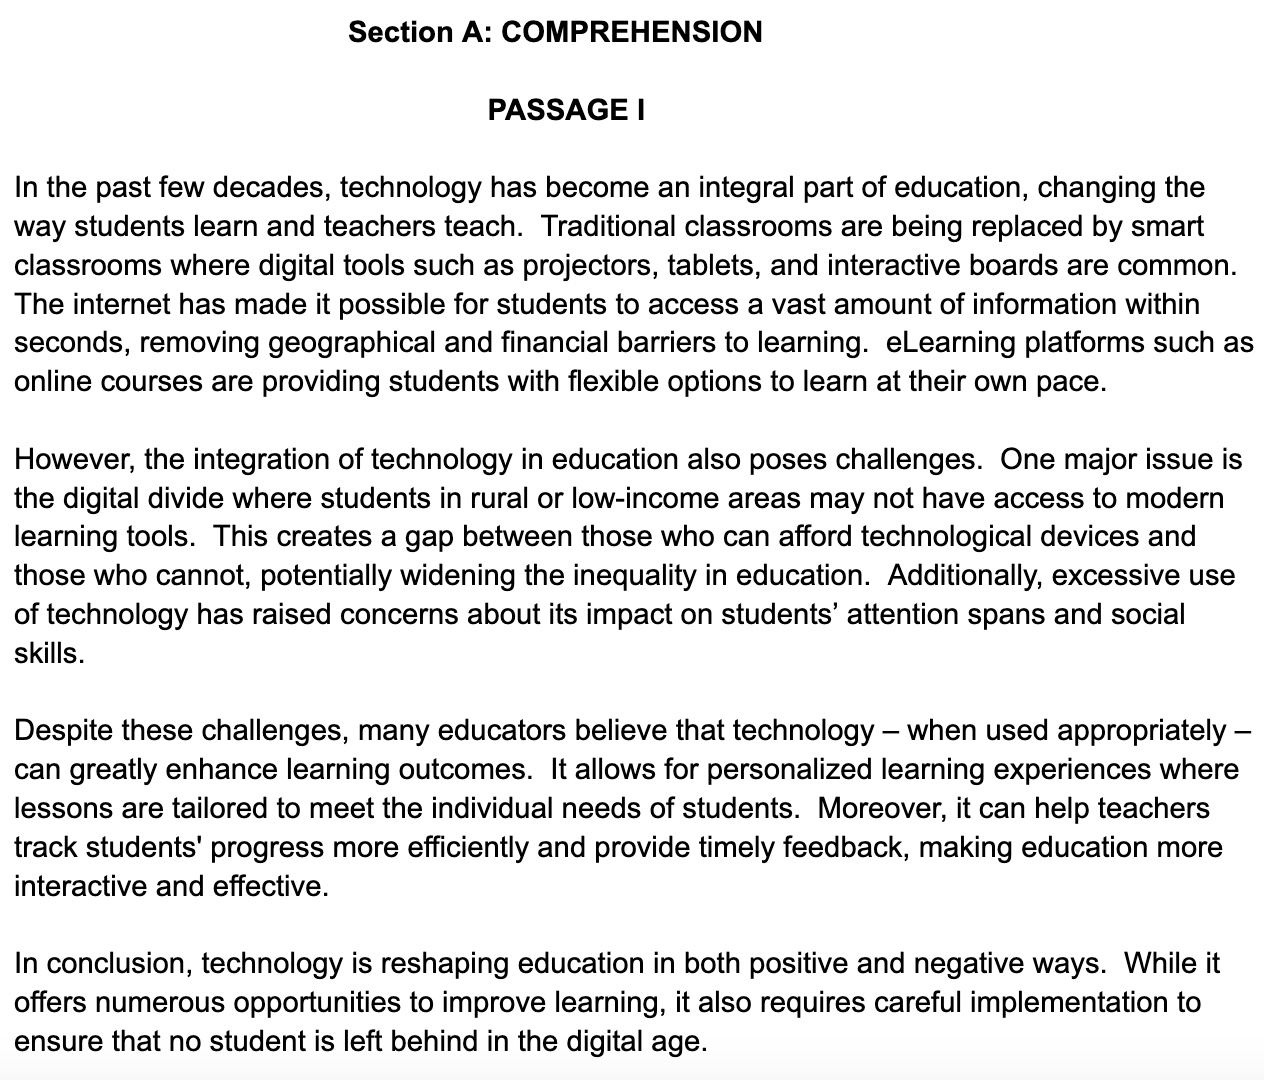 Section A: COMPREHENSION
PASSAGE I
In the past few decades, technology has become an integral part of education, changing the
way students learn and teachers teach.  Traditional classrooms are being replaced by smart
classrooms where digital tools such as projectors, tablets, and interactive boards are common.
The internet has made it possible for students to access a vast amount of information within
seconds, removing geographical and financial barriers to learning.  eLearning platforms such as
online courses are providing students with flexible options to learn at their own pace.
However, the integration of technology in education also poses challenges.  One major issue is
the digital divide where students in rural or low-income areas may not have access to modern
learning tools.  This creates a gap between those who can afford technological devices and
those who cannot, potentially widening the inequality in education.  Additionally, excessive use
of technology has raised concerns about its impact on students’ attention spans and social
skills.
Despite these challenges, many educators believe that technology – when used appropriately –
can greatly enhance learning outcomes.  It allows for personalized learning experiences where
lessons are tailored to meet the individual needs of students.  Moreover, it can help teachers
track students' progress more efficiently and provide timely feedback, making education more
interactive and effective.
In conclusion, technology is reshaping education in both positive and negative ways.  While it
offers numerous opportunities to improve learning, it also requires careful implementation to
ensure that no student is left behind in the digital age.